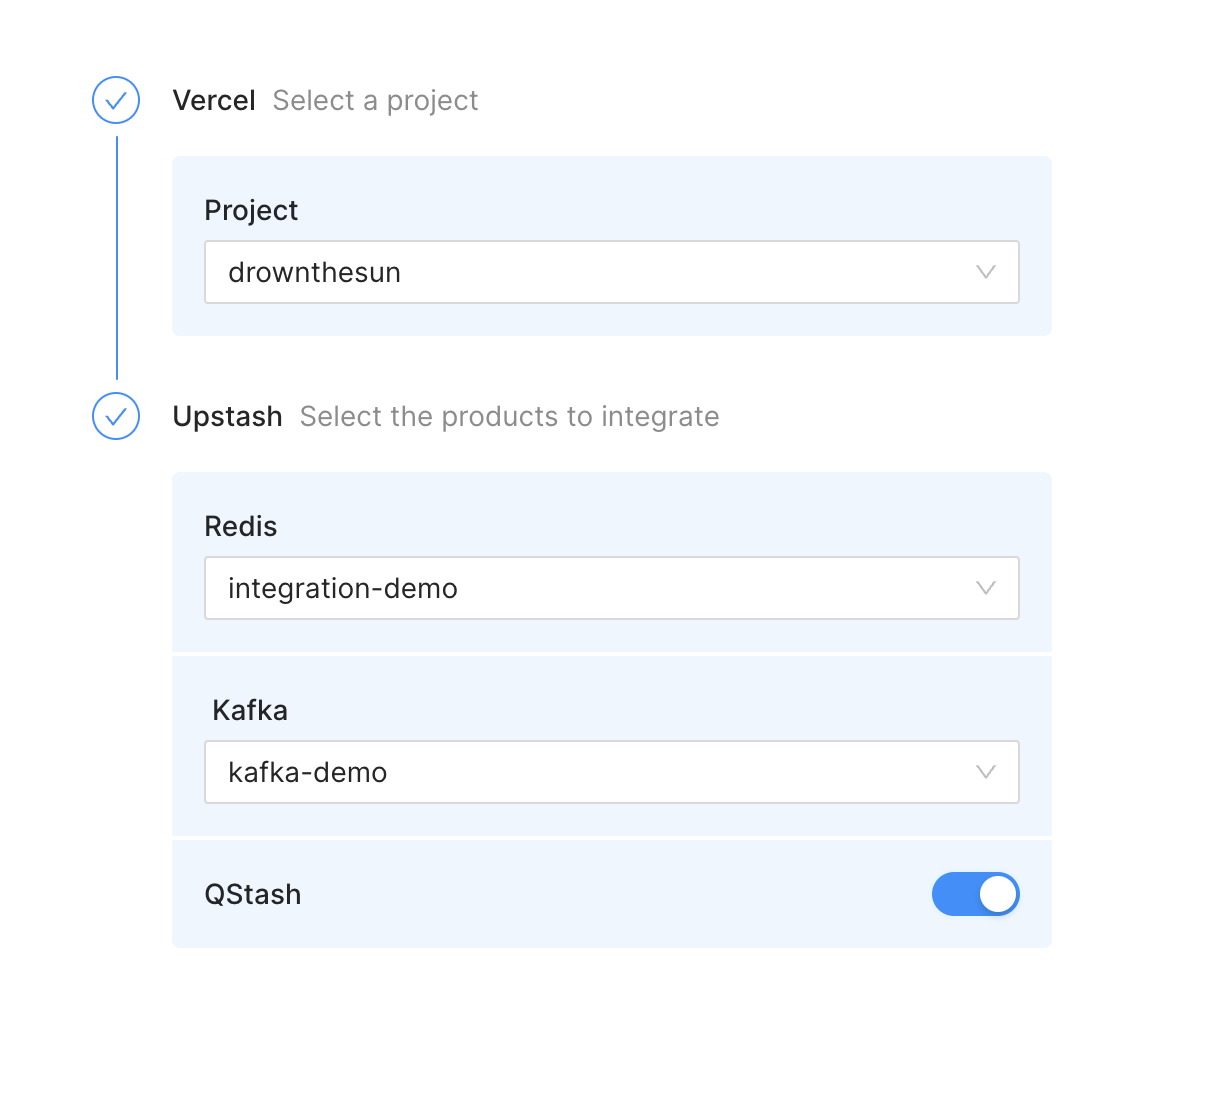 Vercel Select a project
Project
drownthesun
Upstash Select the products to integrate
Redis
integration-demo
Kafka
kafka-demo
QStash